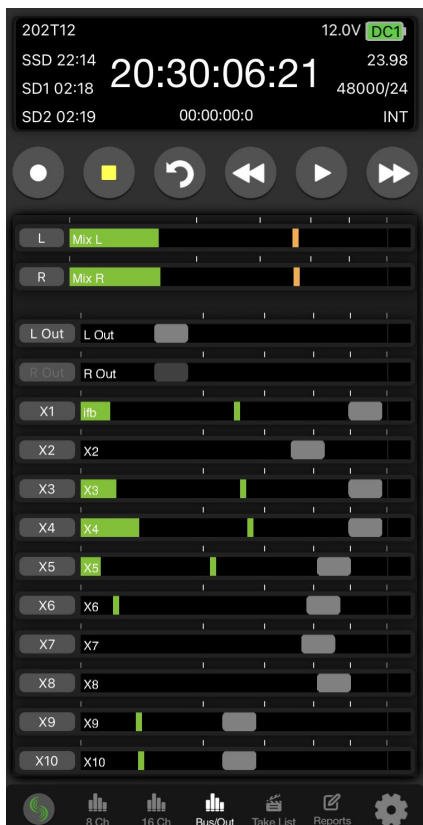 202T12 12.0V DC1
SSD 22:14 20:30:06:21 23.98
SD1 02:18 48000/24
SD2 02:19 00:00:00:0 INT
L Mix L
R Mix R
L Out L Out
R Out R Out
X1 ifb
X2 X2
X3 X3
X4 X4
X5 X5
X6 X6
X7 X7
X8 X8
X9 X9
X10 X10
8 Ch 16 Ch Bus/Out Take List Reports